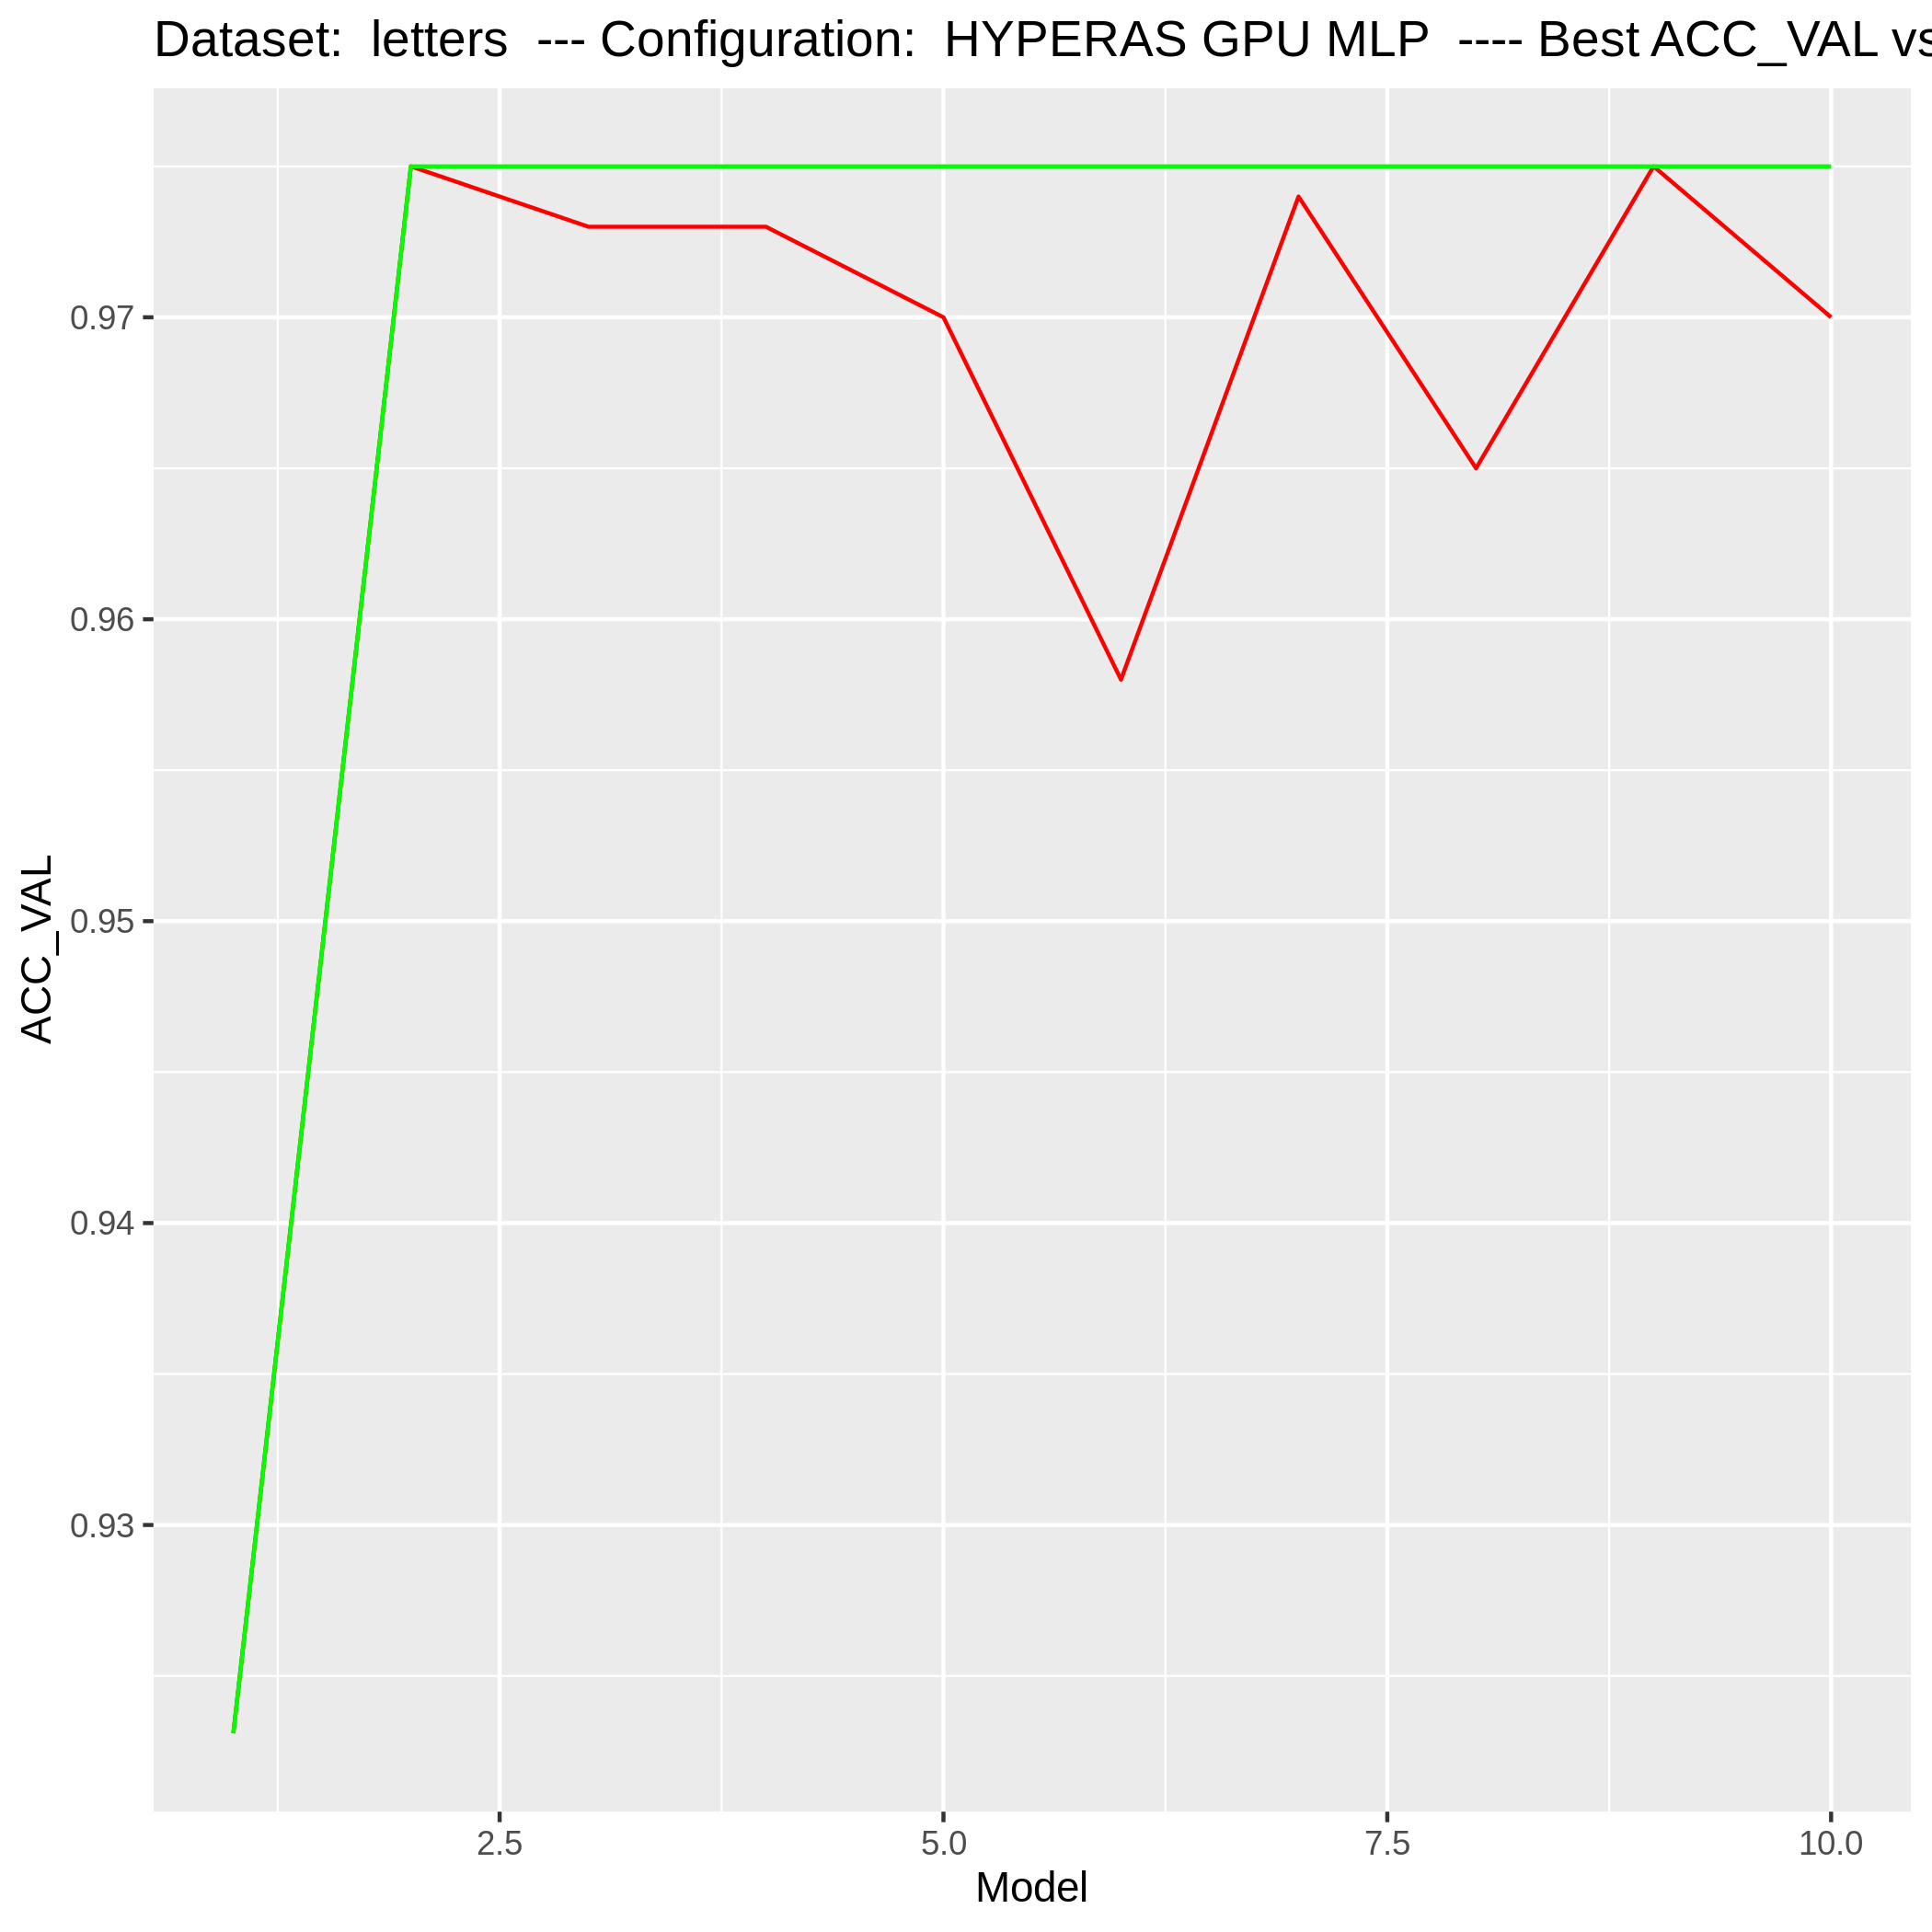 Dataset:  letters  --- Configuration:  HYPERAS GPU MLP  ---- Best ACC_VAL vs
0.97
0.96
0.95
0.94
0.93
ACC_VAL
2.5 5.0 7.5 10.0
Model